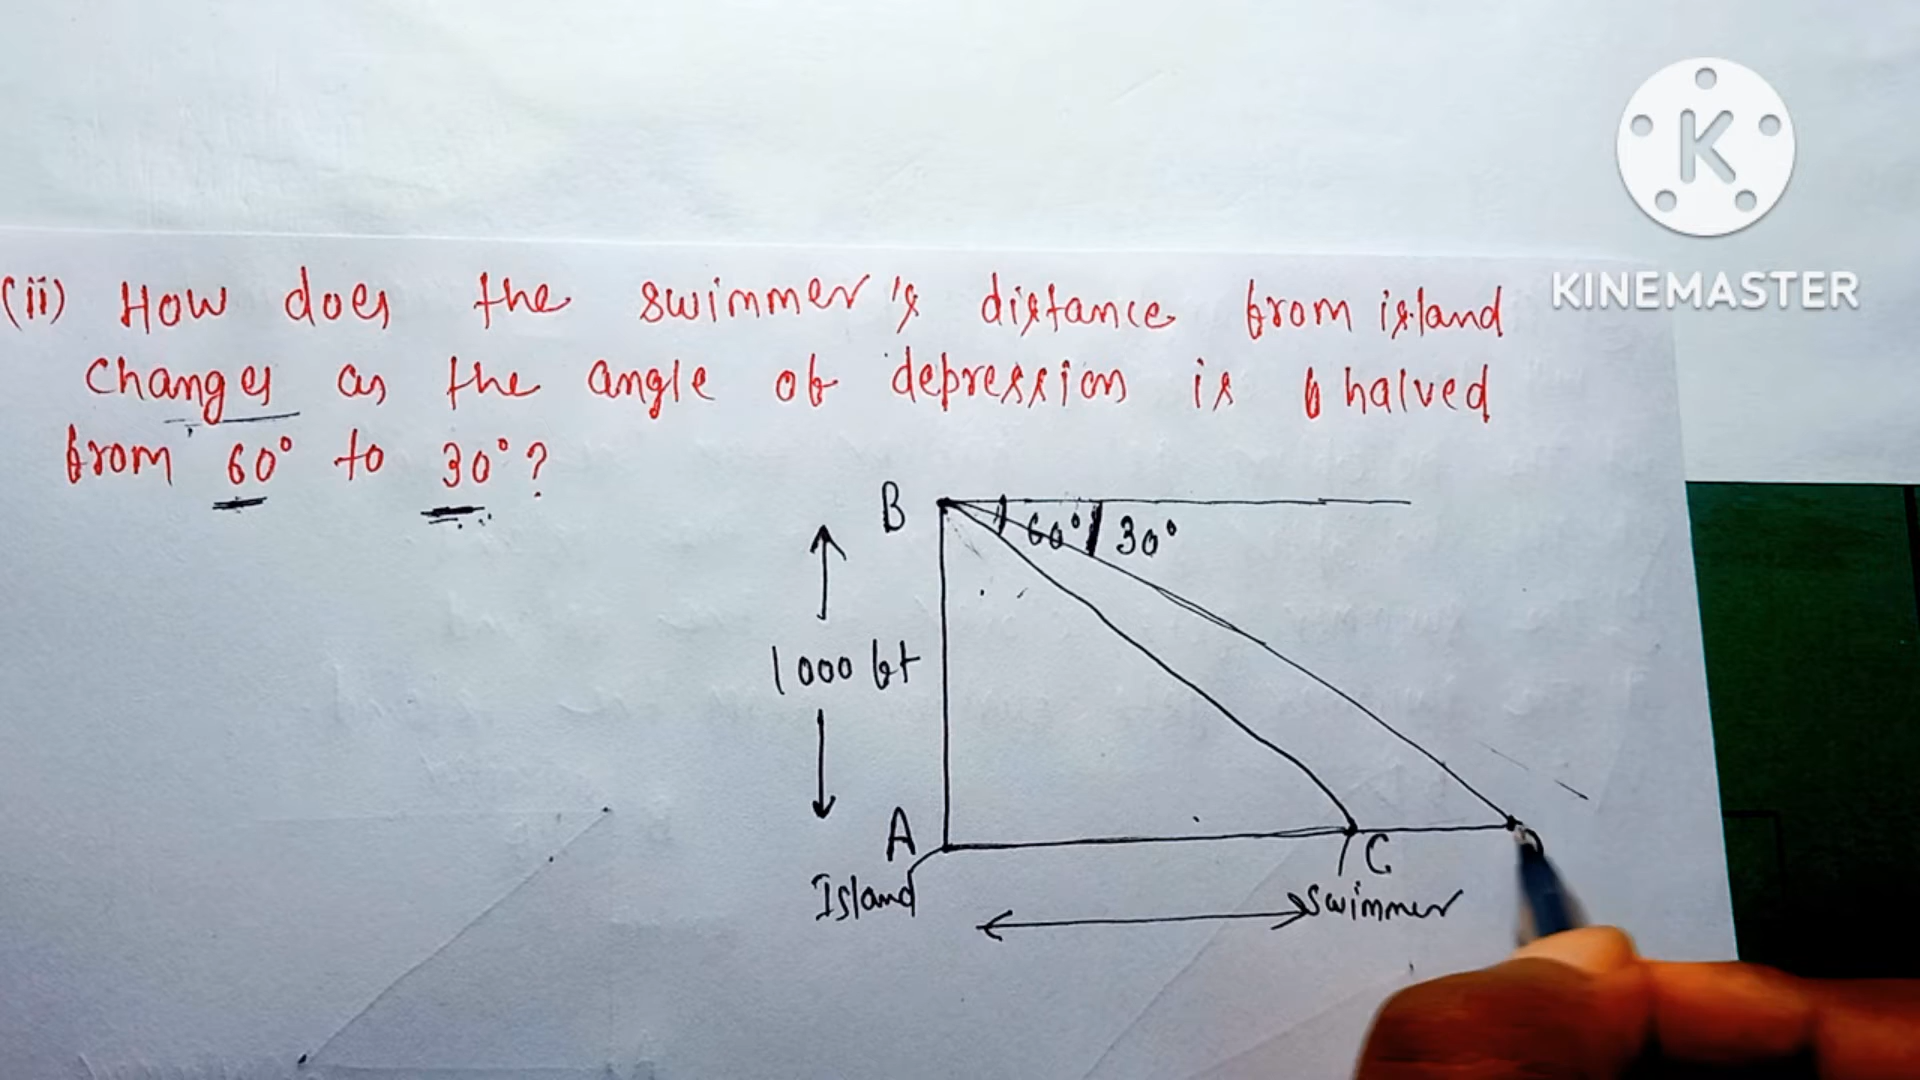 KINEMASTER
(ii) How does the swimmer's distance from island
changes as the angle of depression is halved
from 60° to 30°?
B
60° 30°
1000 ft
A
C
Island
swimmer